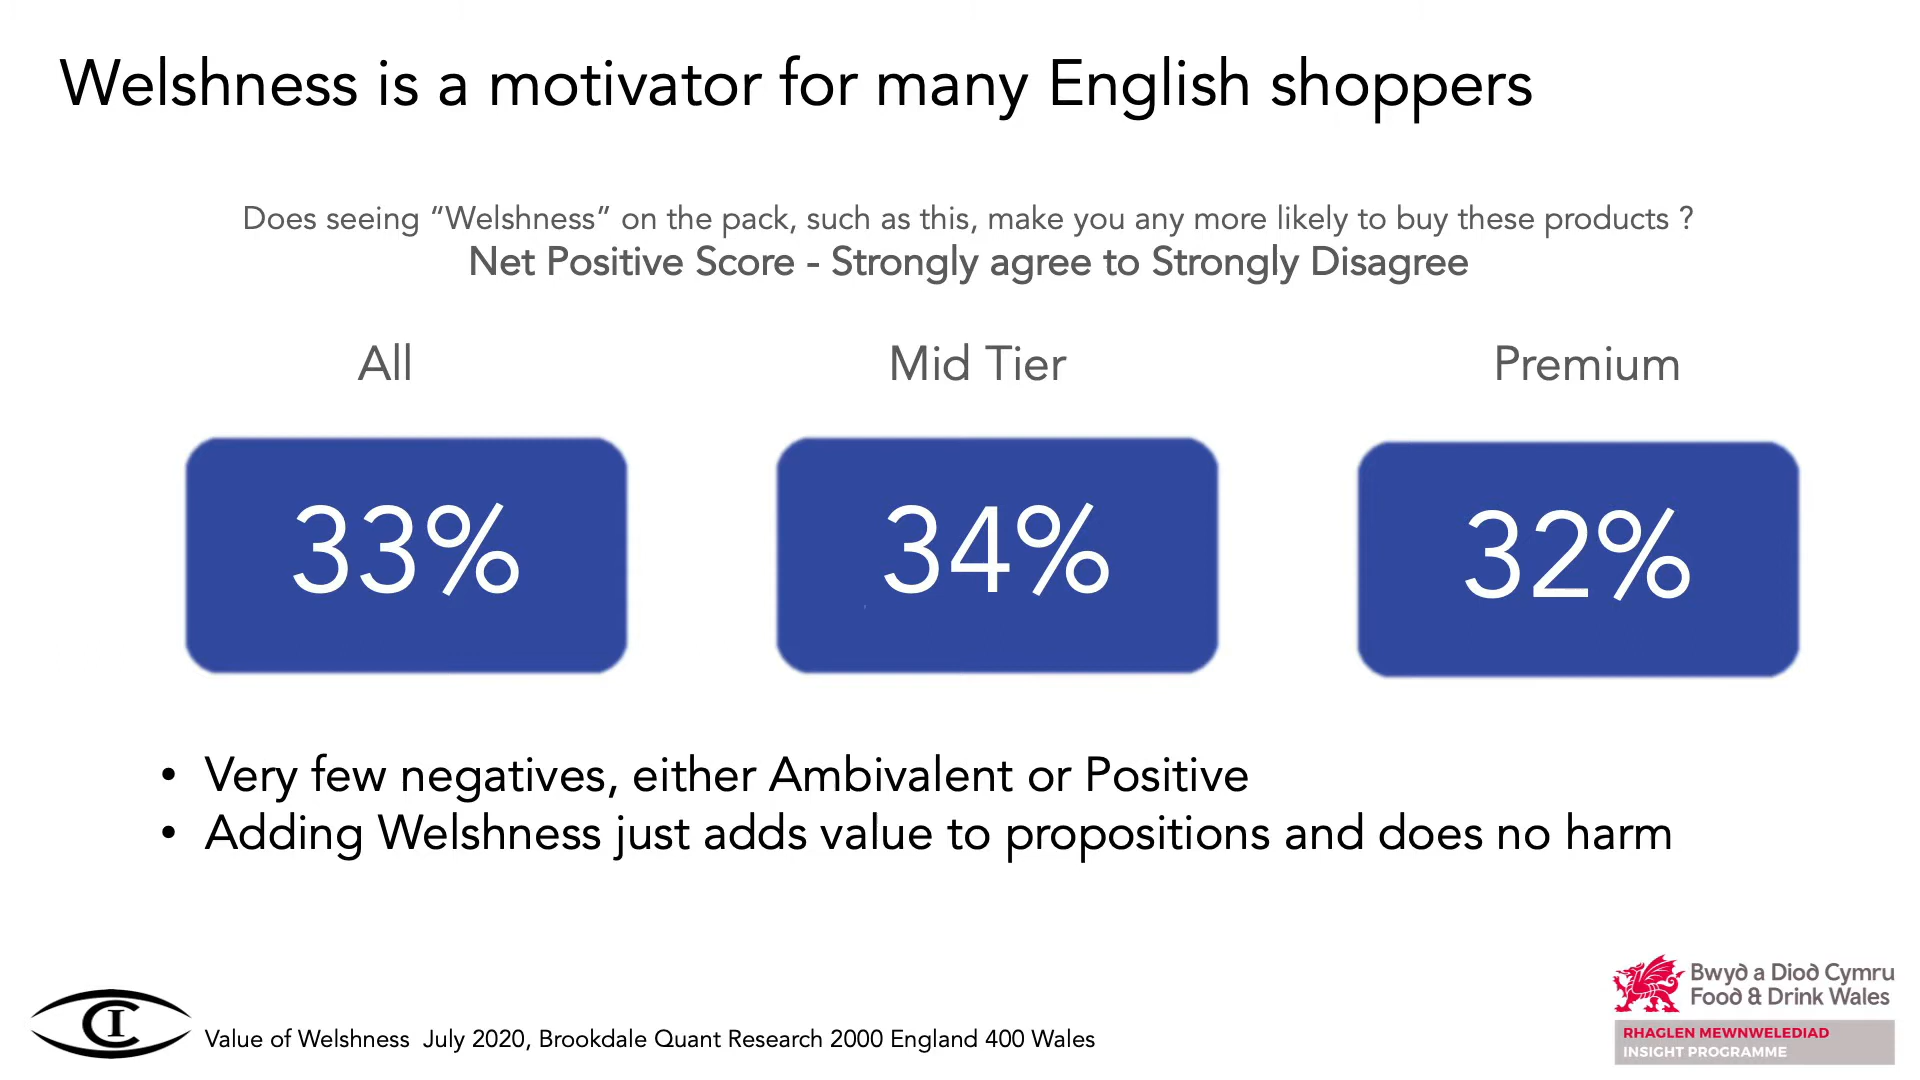 Welshness is a motivator for many English shoppers
Does seeing “Welshness” on the pack, such as this, make you any more likely to buy these products ?
Net Positive Score - Strongly agree to Strongly Disagree
All
Mid Tier
Premium
33%
34%
32%
• Very few negatives, either Ambivalent or Positive
• Adding Welshness just adds value to propositions and does no harm
CI
Value of Welshness  July 2020, Brookdale Quant Research 2000 England 400 Wales
Bwyd a Diod Cymru
Food & Drink Wales
RHAGLEN MEWNWELEDIAD
INSIGHT PROGRAMME